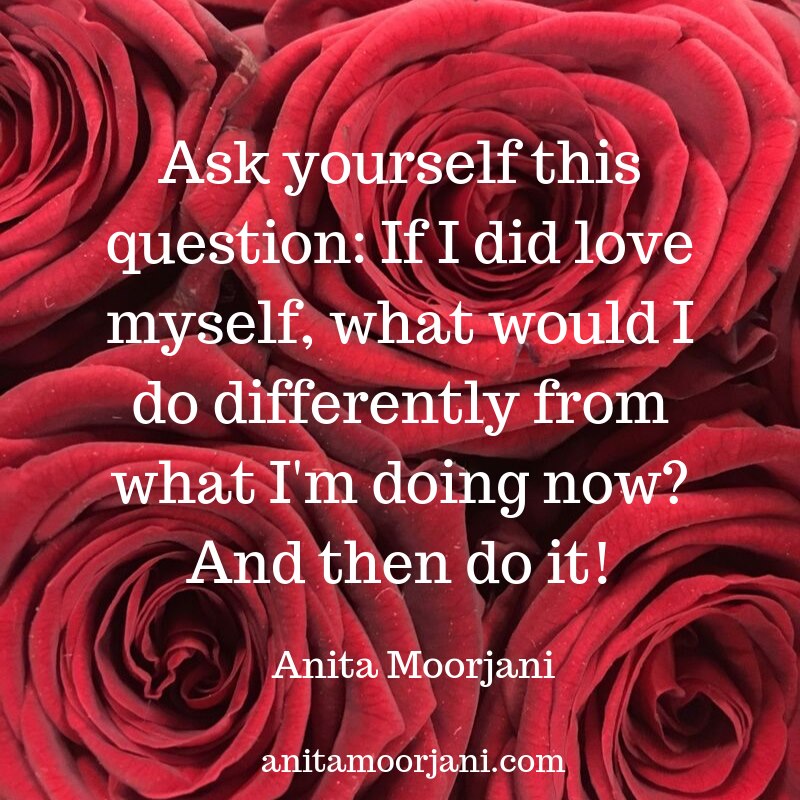 Ask yourself this
question: If I did love
myself, what would I
do differently from
what I'm doing now?
And then do it!
Anita Moorjani
anitamoorjani.com